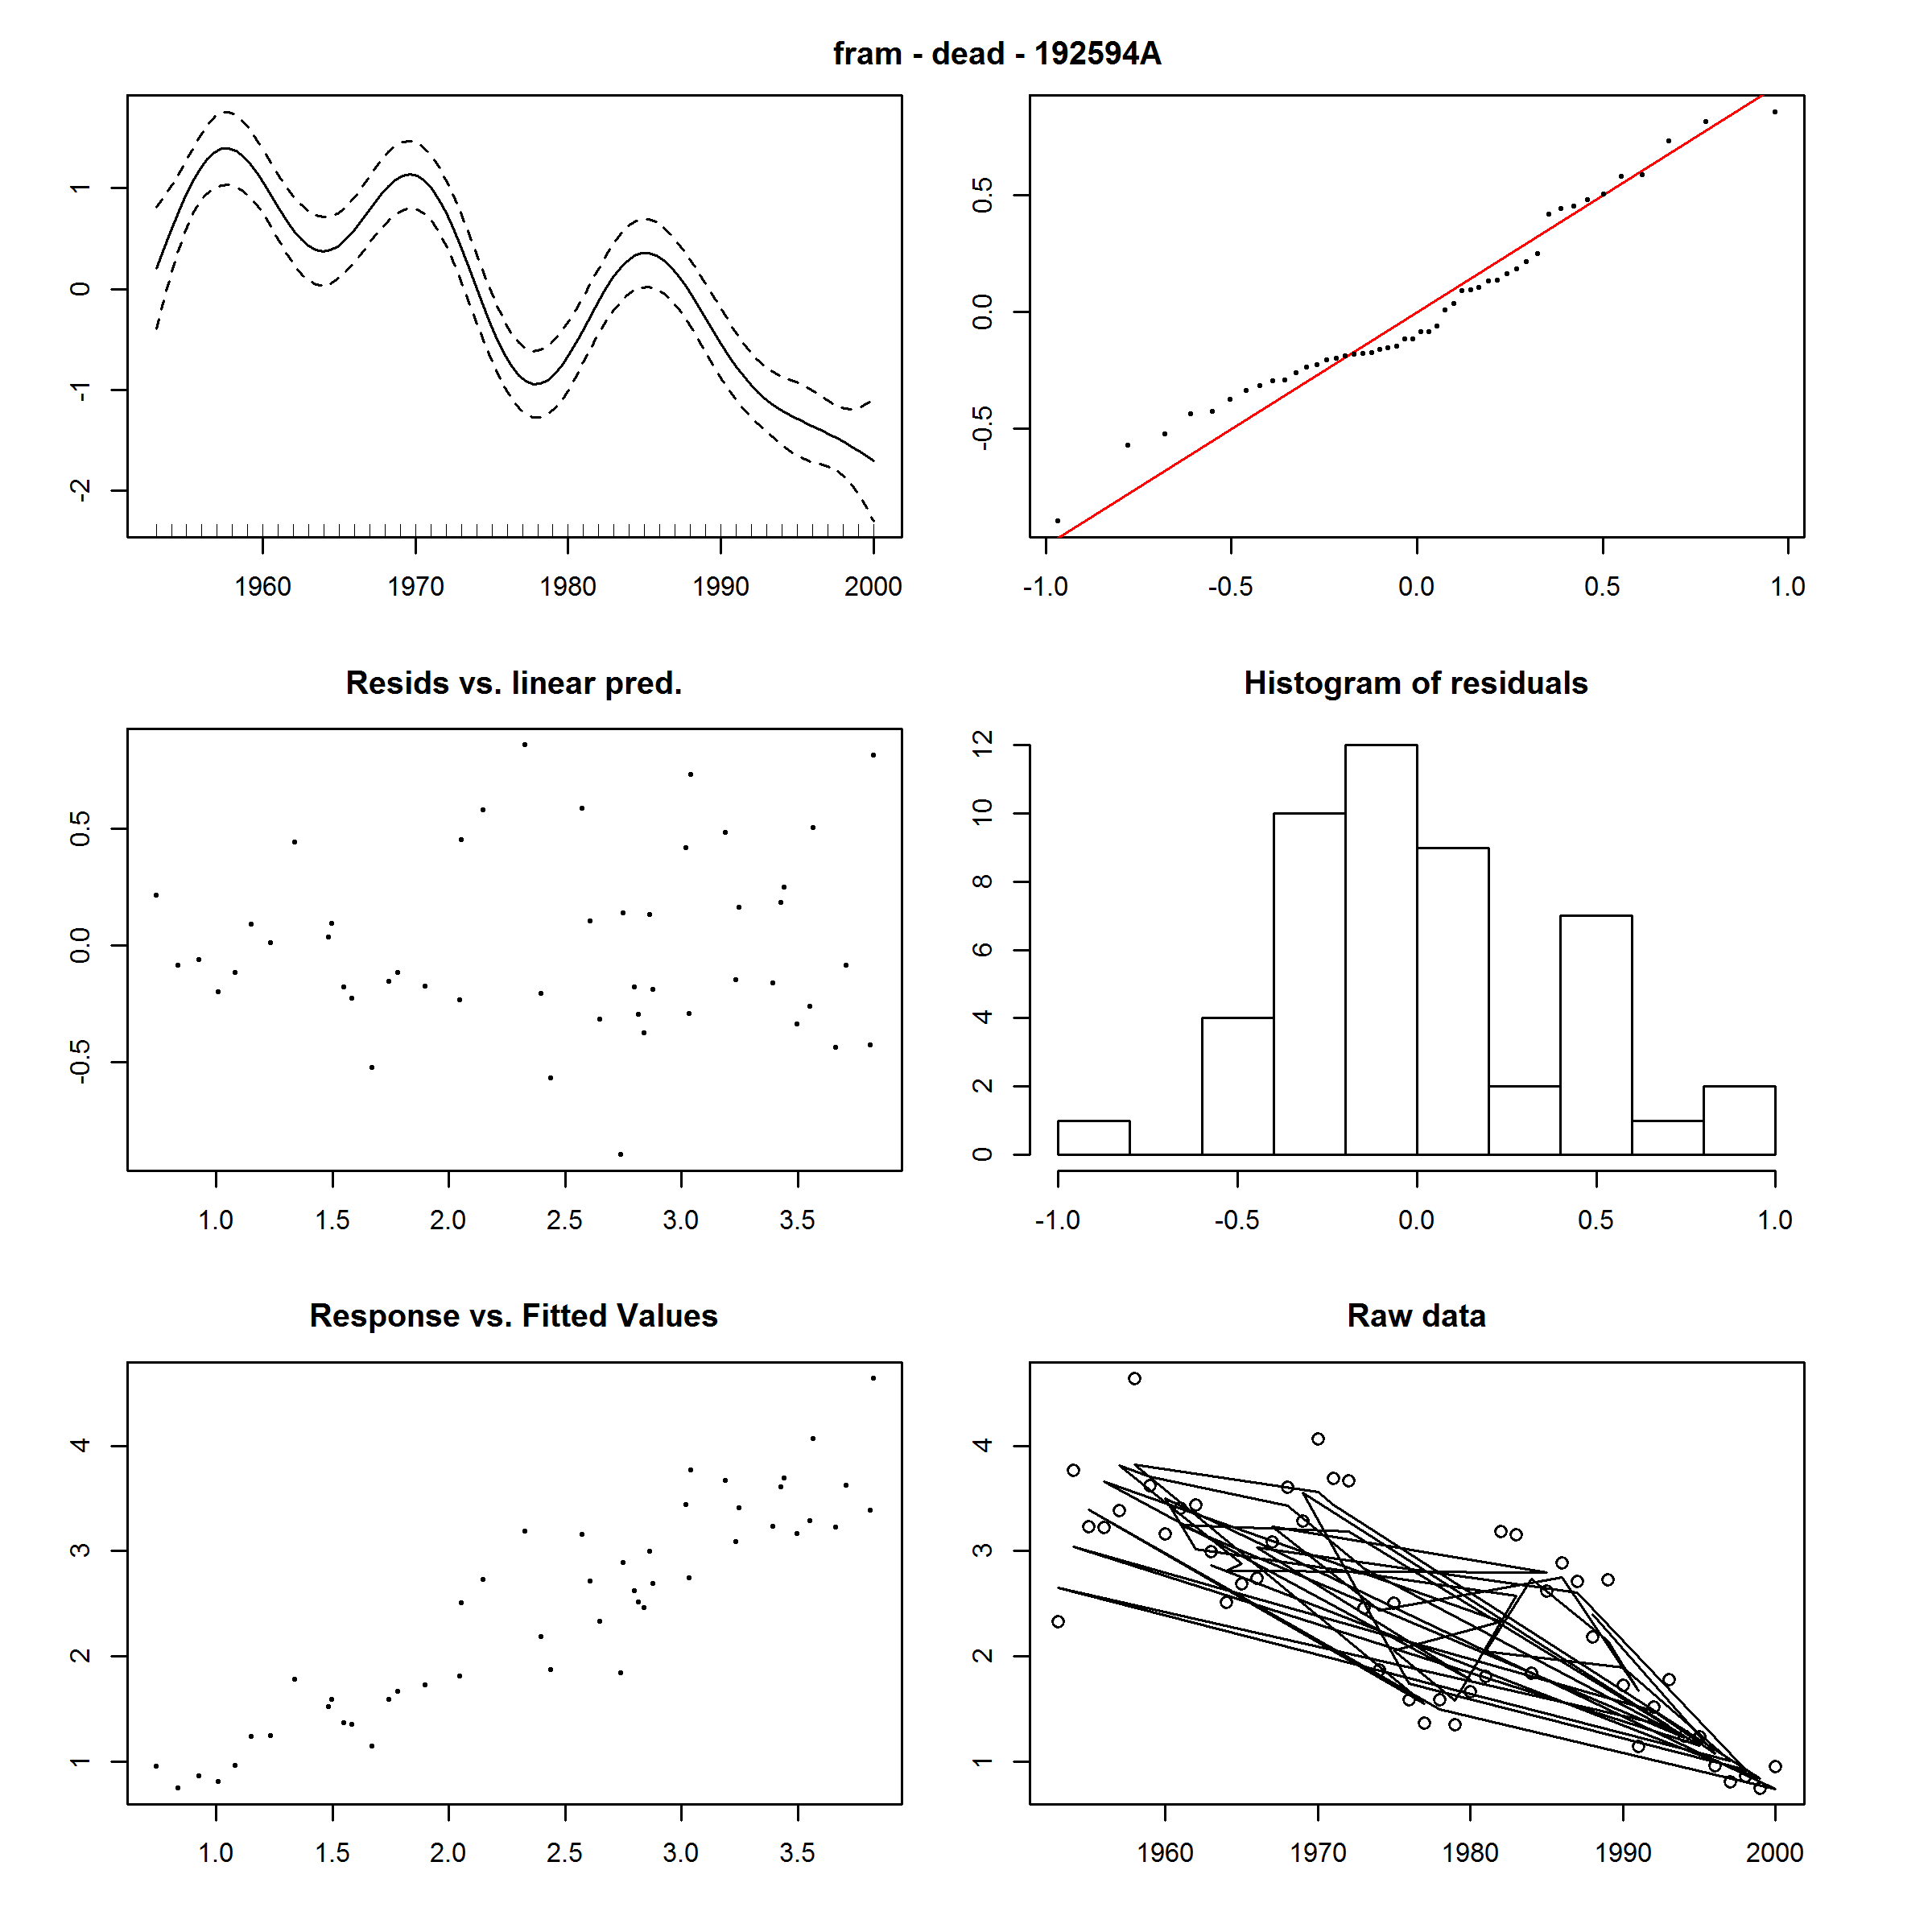 fram - dead - 192594A
1
0
-1
-2
1960 1970 1980 1990 2000
0.5
0.0
-0.5
-1.0 -0.5 0.0 0.5 1.0
Resids vs. linear pred.
0.5
0.0
-0.5
1.0 1.5 2.0 2.5 3.0 3.5
Histogram of residuals
12
10
8
6
4
2
0
-1.0 -0.5 0.0 0.5 1.0
Response vs. Fitted Values
4
3
2
1
1.0 1.5 2.0 2.5 3.0 3.5
Raw data
4
3
2
1
1960 1970 1980 1990 2000